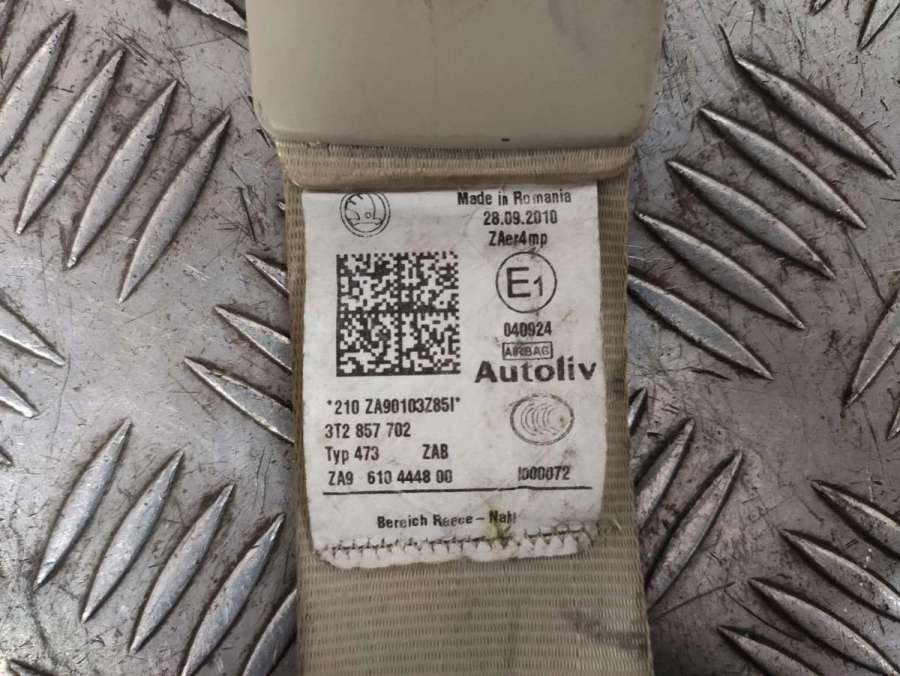 Made in Romania
28.09.2010
ZAer4mp
E1
040924
AIRBAG
Autoliv
*210 ZA90103Z85I*
3T2 857 702
Typ 473 ZAB
ZA9 610 4448 00 I000072
Bereich Reece - Naht